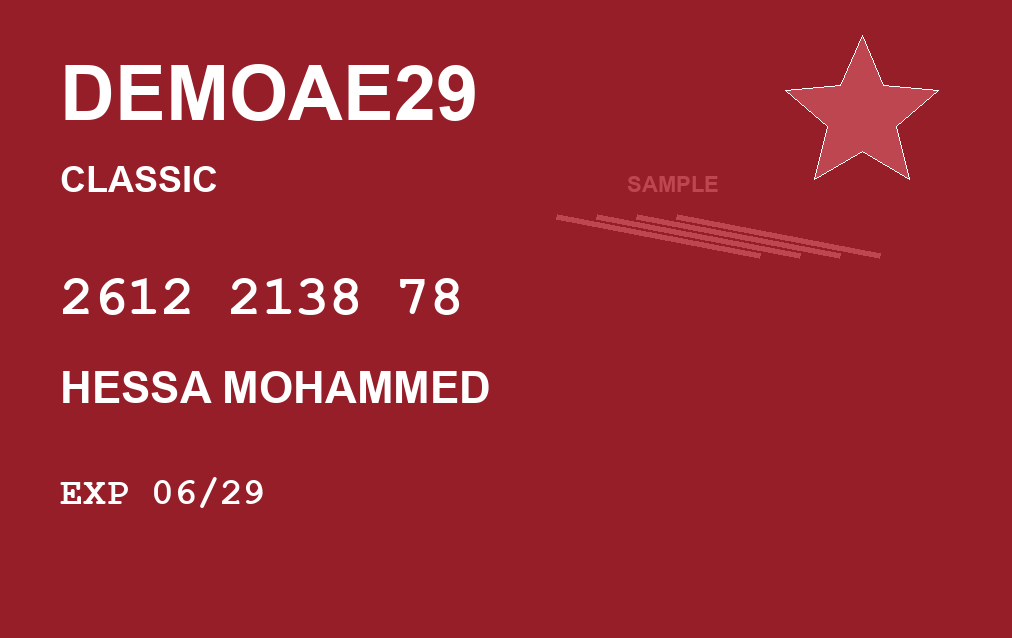 DEMOAE29
CLASSIC
SAMPLE
2612 2138 78
HESSA MOHAMMED
EXP 06/29